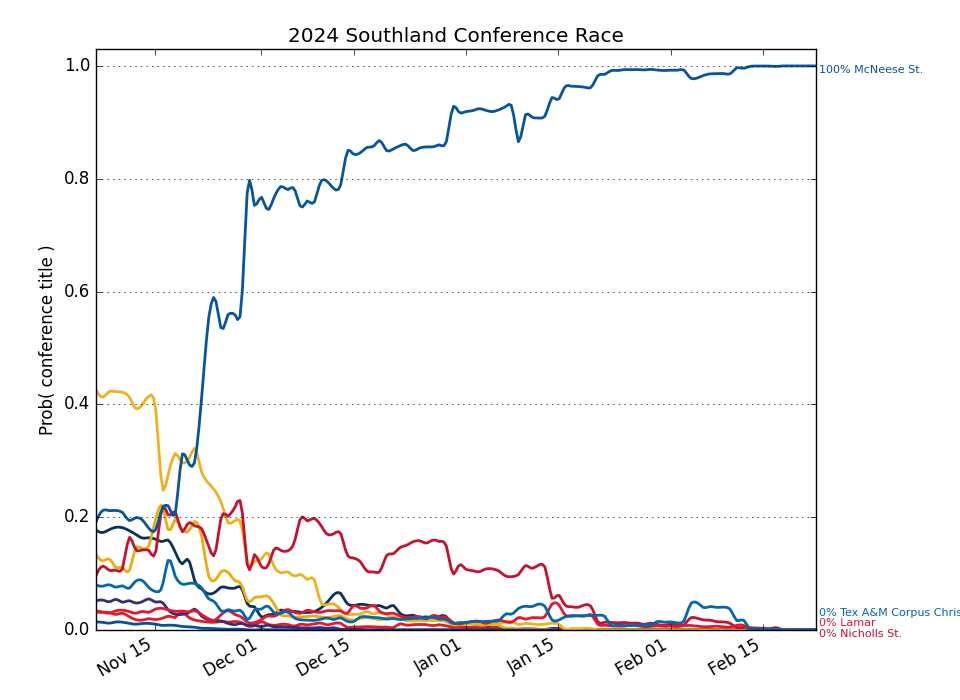 2024 Southland Conference Race
1.0
0.8
0.6
0.4
0.2
0.0
Prob( conference title )
Nov 15
Dec 01
Dec 15
Jan 01
Jan 15
Feb 01
Feb 15
100% McNeese St.
0% Tex A&M Corpus Chris
0% Lamar
0% Nicholls St.